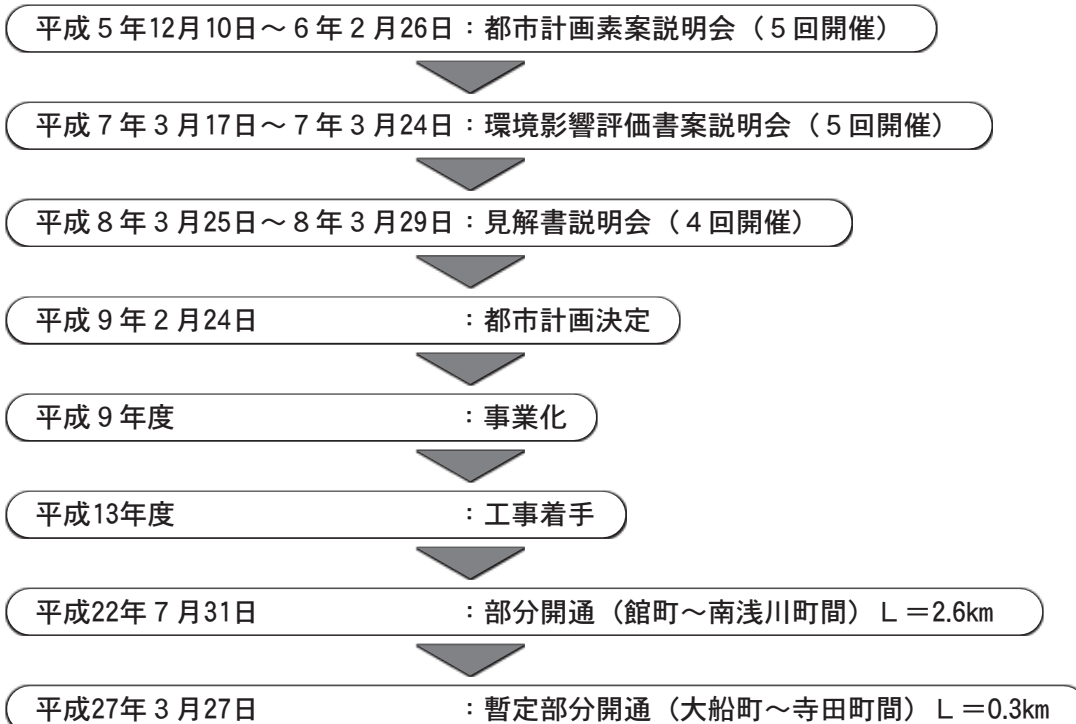 平成5年12月10日～6年2月26日：都市計画素案説明会（5回開催）
平成7年3月17日～7年3月24日：環境影響評価書案説明会（5回開催）
平成8年3月25日～8年3月29日：見解書説明会（4回開催）
平成9年2月24日：都市計画決定
平成9年度：事業化
平成13年度：工事着手
平成22年7月31日：部分開通（館町～南浅川町間）L＝2.6㎞
平成27年3月27日：暫定部分開通（大船町～寺田町間）L＝0.3㎞